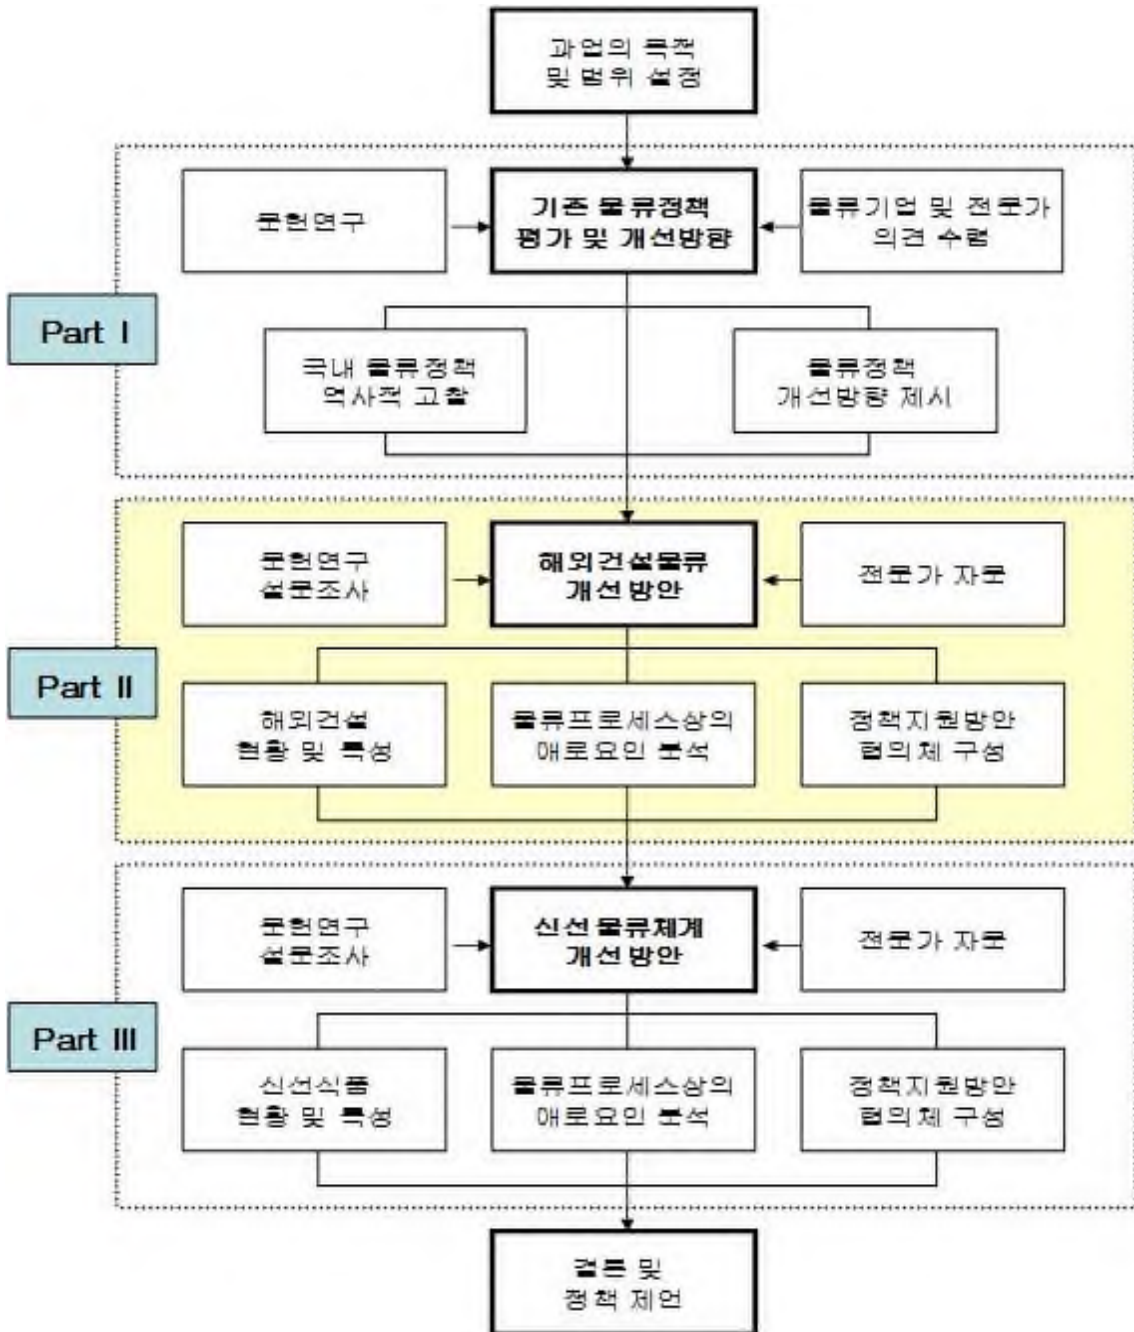 과업의 목적
및 범위 설정
문헌연구
기존 물류정책
평가 및 개선방향
물류기업 및 전문가
의견 수렴
Part I
국내 물류정책
역사적 고찰
물류정책
개선방향 제시
문헌연구
설문조사
해외건설물류
개선방안
전문가 자문
Part II
해외건설
현황 및 특성
물류프로세스상의
애로요인 분석
정책지원방안
협의체 구성
문헌연구
설문조사
신선물류체계
개선방안
전문가 자문
Part III
신선식품
현황 및 특성
물류프로세스상의
애로요인 분석
정책지원방안
협의체 구성
결론 및
정책 제언